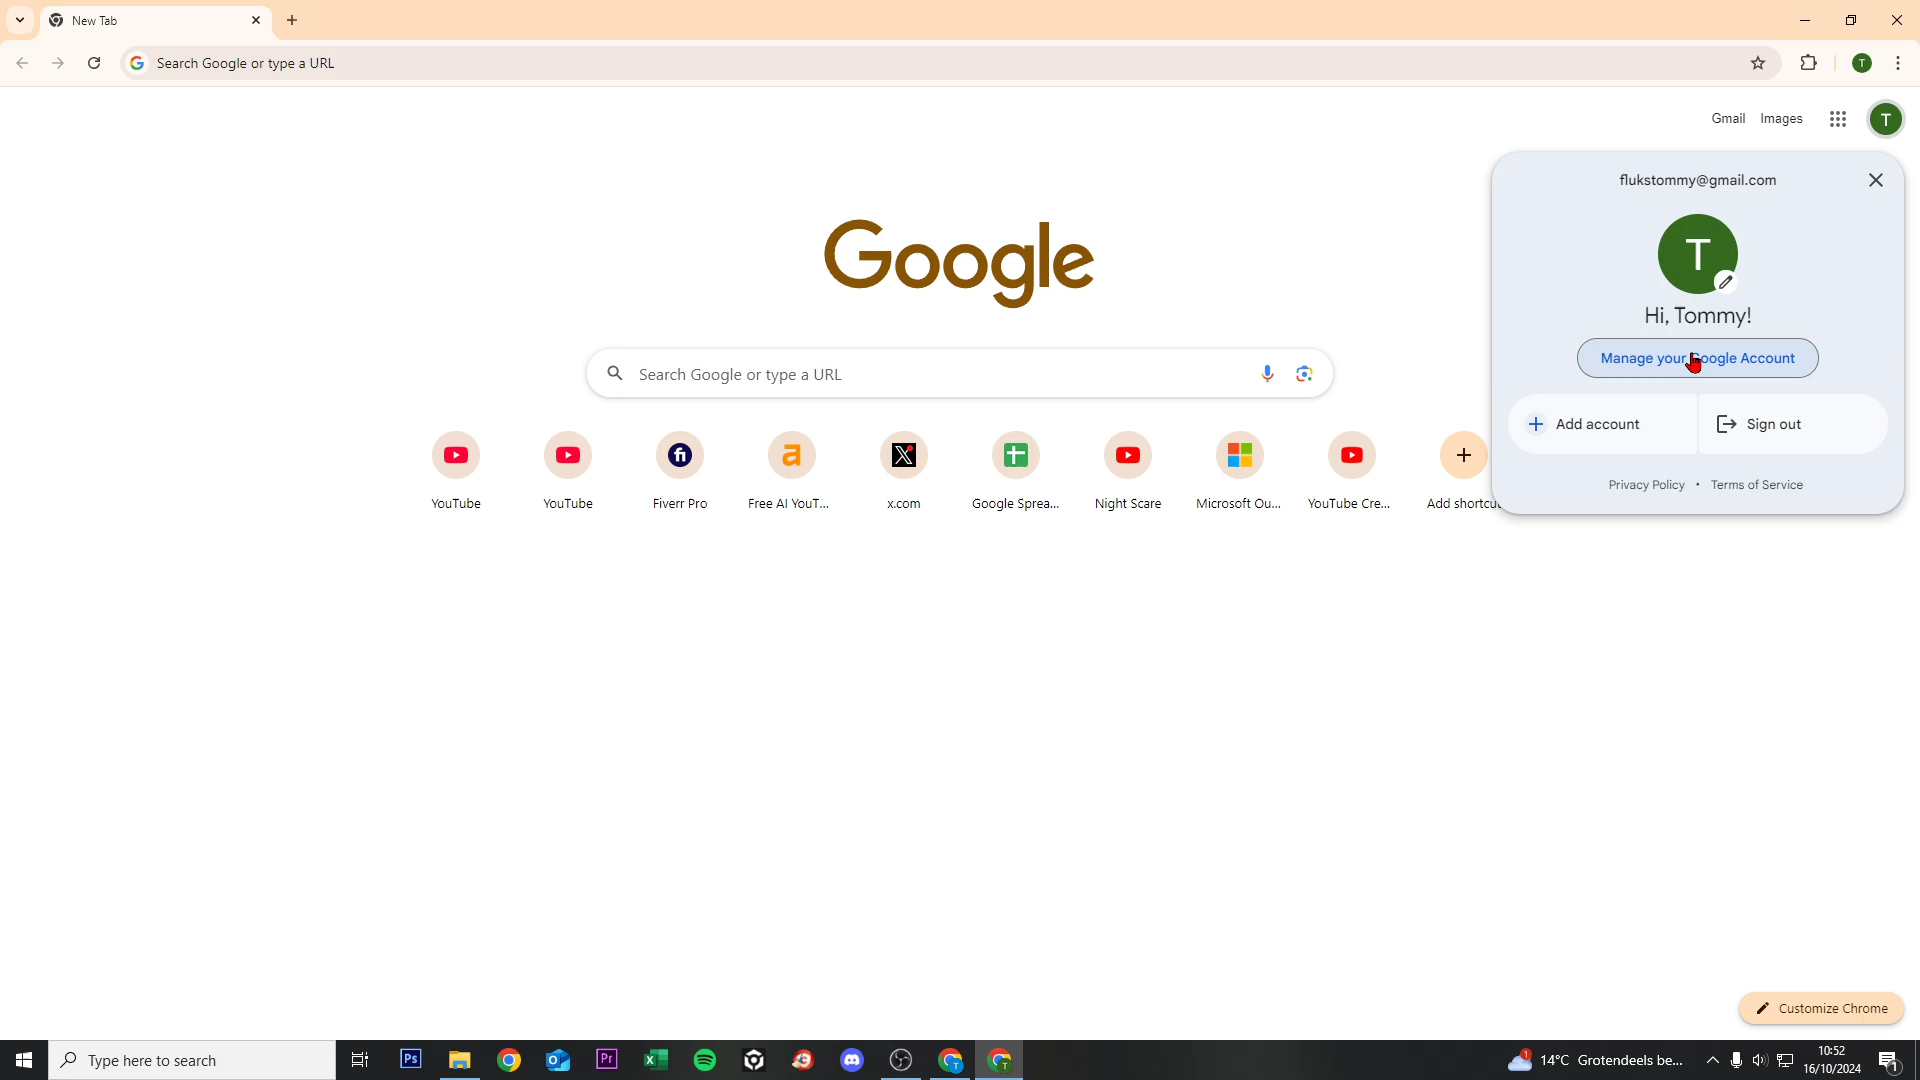 New Tab
Search Google or type a URL
T
Gmail Images
T
flukstommy@gmail.com
T
Hi, Tommy!
Manage your Google Account
Add account
Sign out
Privacy Policy • Terms of Service
Google
Search Google or type a URL
YouTube
YouTube
Fiverr Pro
Free AI YouT...
x.com
Google Sprea...
Night Scare
Microsoft Ou...
YouTube Cre...
Add shortcu
Customize Chrome
Type here to search
Ps
Pr
14°C Grotendeels be...
10:52
16/10/2024
1